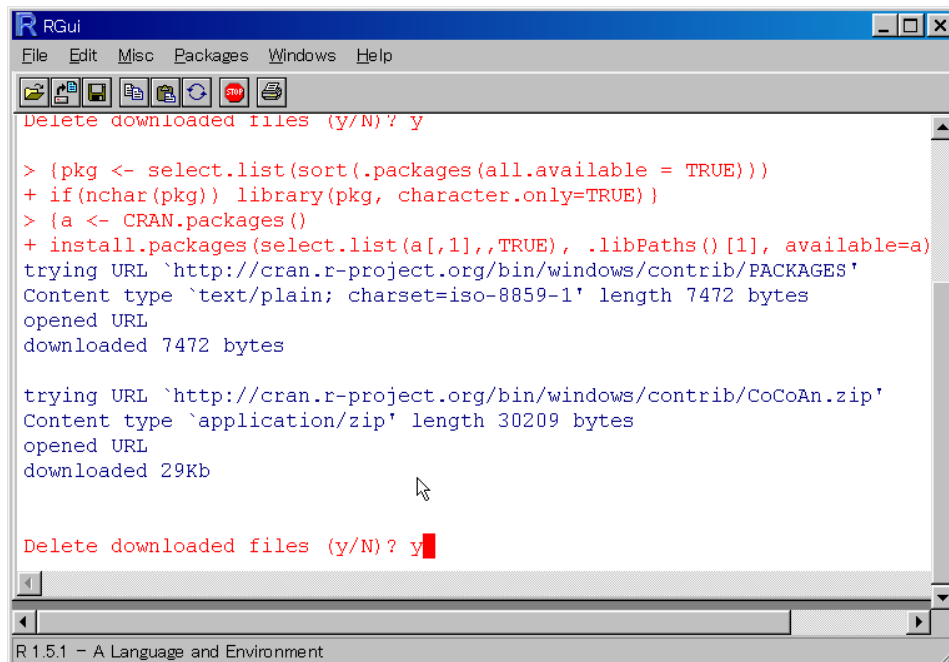 RGui
File Edit Misc Packages Windows Help
STOP
Delete downloaded files (y/N)? y
> {pkg <- select.list(sort(.packages(all.available = TRUE)))
+ if(nchar(pkg)) library(pkg, character.only=TRUE)}
> {a <- CRAN.packages()
+ install.packages(select.list(a[,1],,TRUE), .libPaths()[1], available=a)
trying URL `http://cran.r-project.org/bin/windows/contrib/PACKAGES'
Content type `text/plain; charset=iso-8859-1' length 7472 bytes
opened URL
downloaded 7472 bytes
trying URL `http://cran.r-project.org/bin/windows/contrib/CoCoAn.zip'
Content type `application/zip' length 30209 bytes
opened URL
downloaded 29Kb
Delete downloaded files (y/N)? y
R 1.5.1 - A Language and Environment